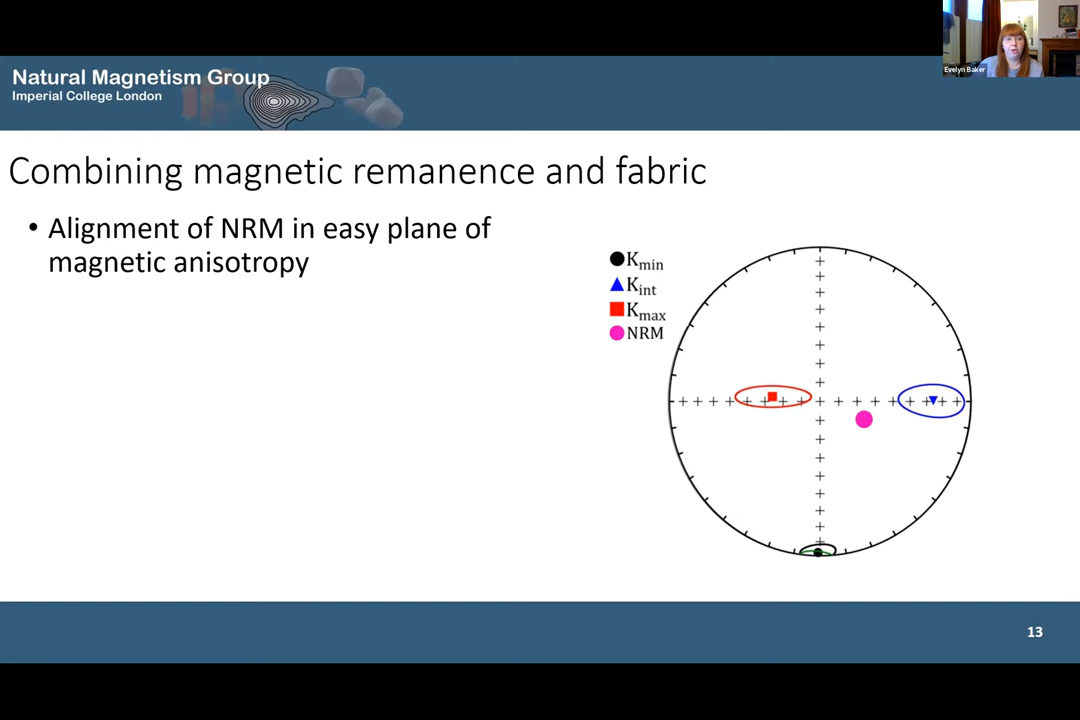 Evelyn Baker
Natural Magnetism Group
Imperial College London
Combining magnetic remanence and fabric
• Alignment of NRM in easy plane of
magnetic anisotropy
Kmin
Kint
Kmax
NRM
13